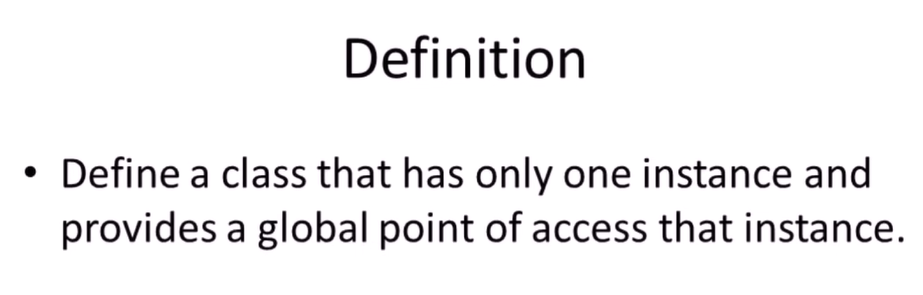 Definition
• Define a class that has only one instance and
provides a global point of access that instance.